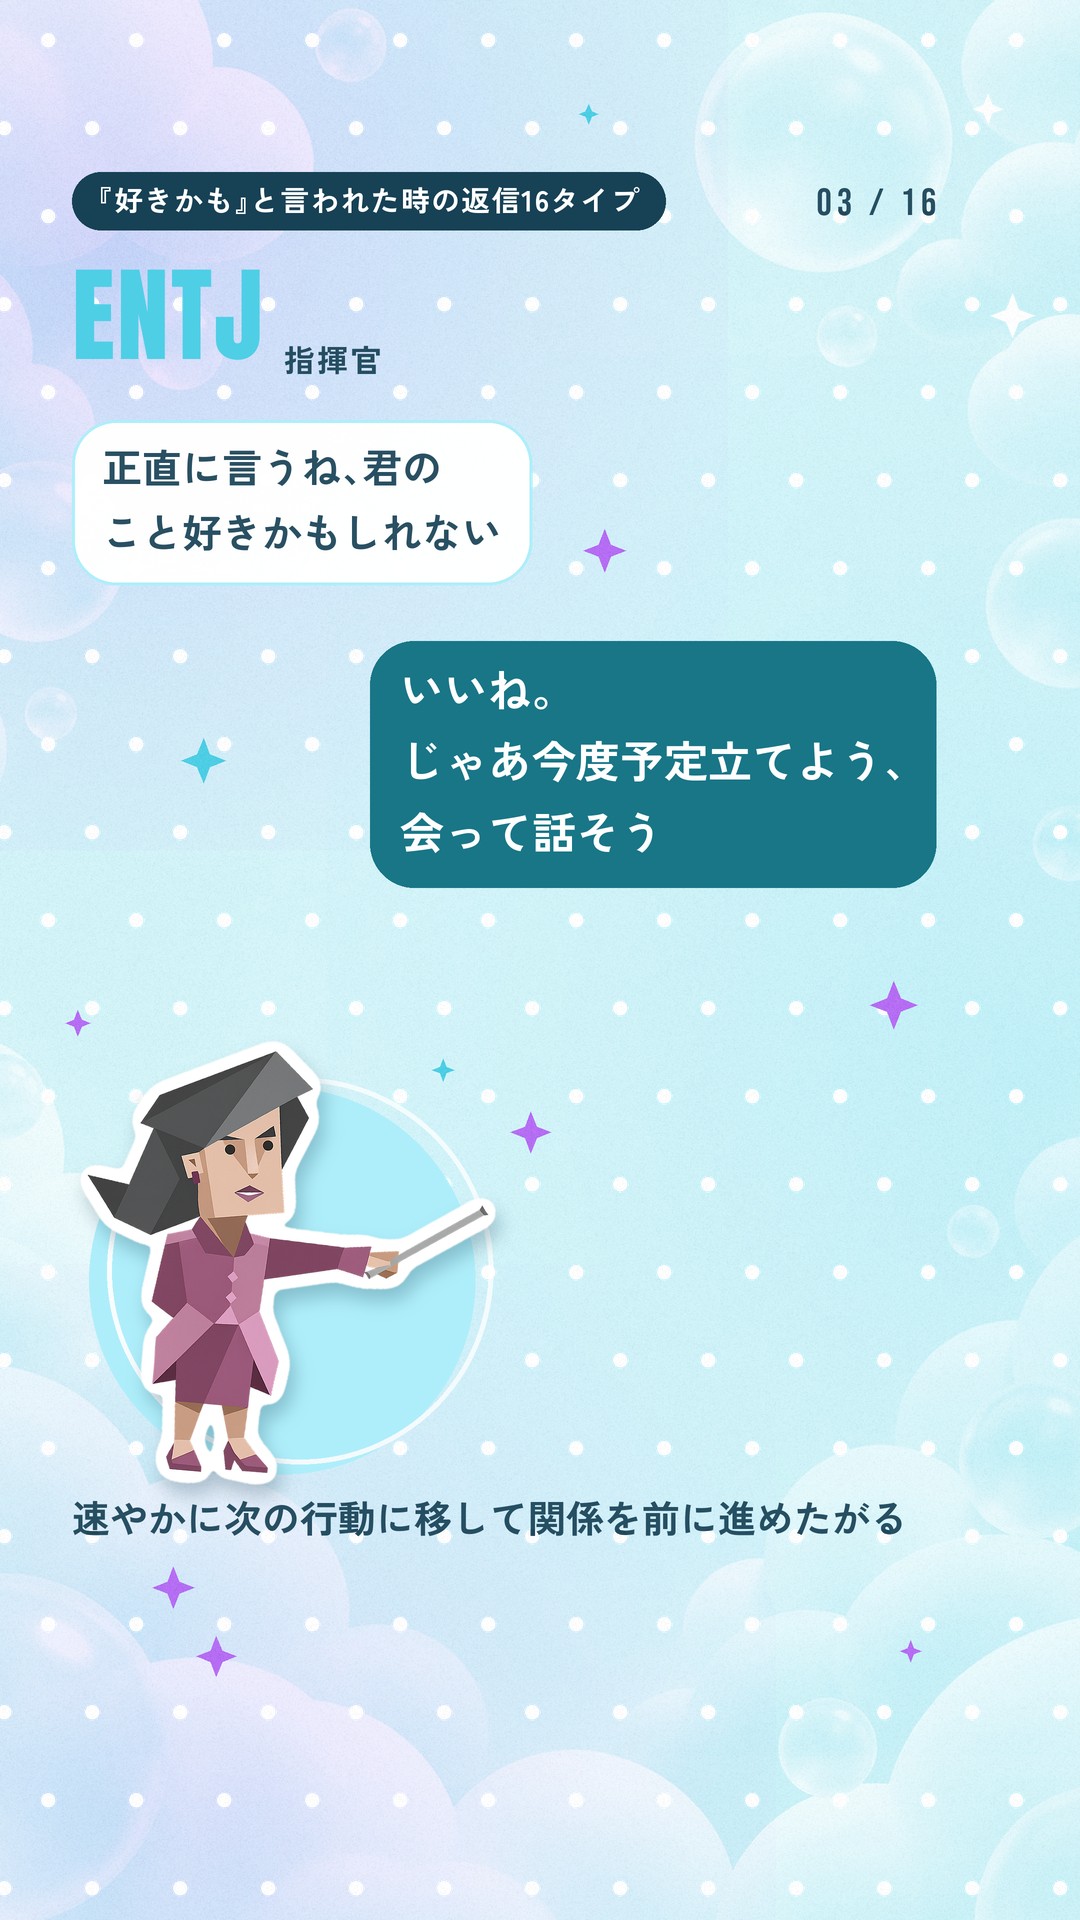 『好きかも』と言われた時の返信16タイプ
03 / 16
ENTJ
指揮官
正直に言うね、君の
こと好きかもしれない
いいね。
じゃあ今度予定立てよう、
会って話そう
速やかに次の行動に移して関係を前に進めたがる